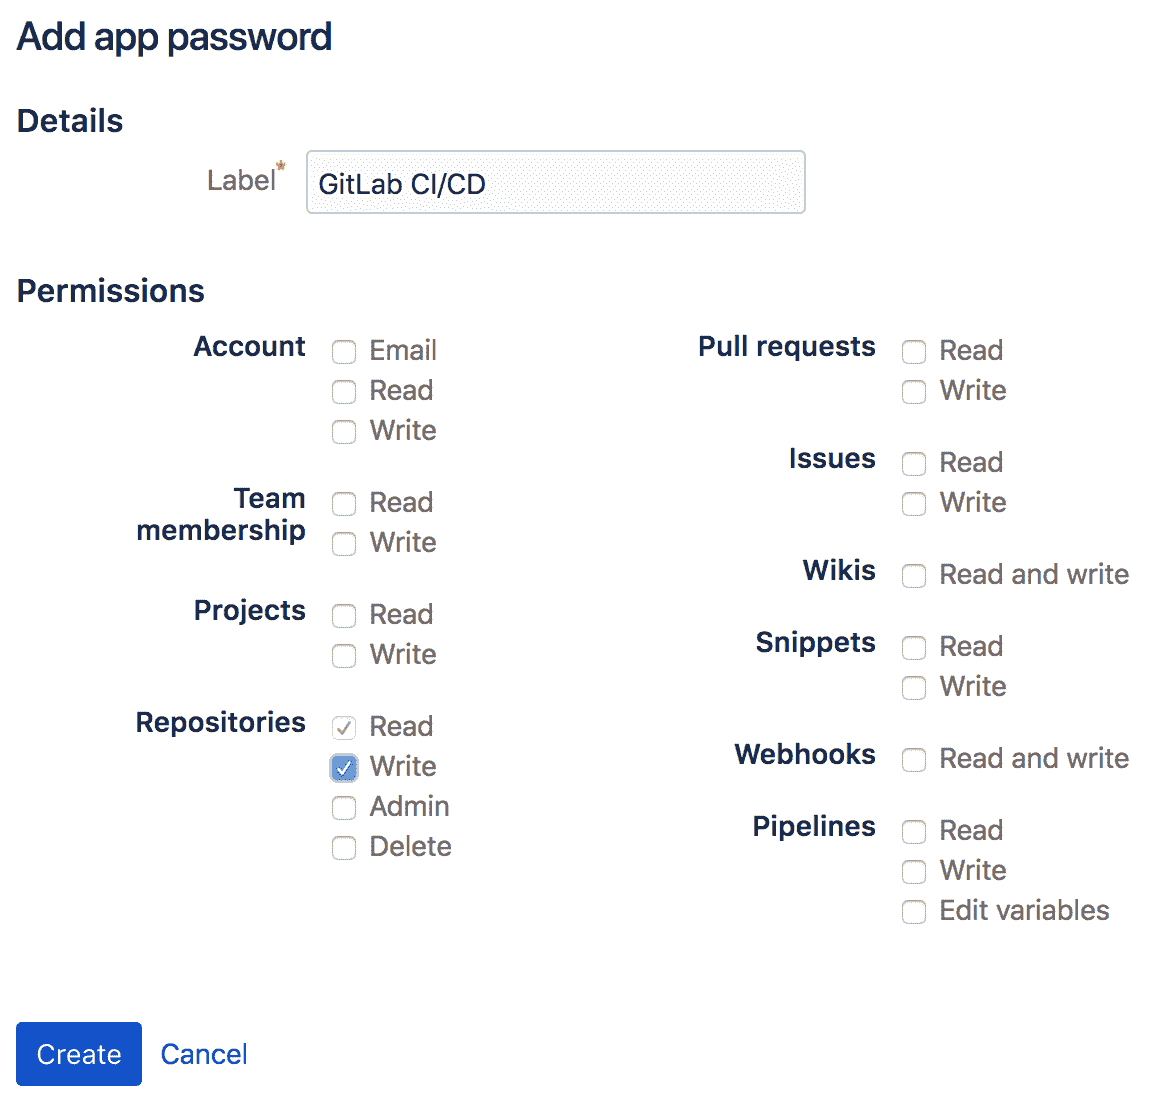 Add app password
Details
Label*
GitLab CI/CD
Permissions
Account
Email
Read
Write
Team
membership
Read
Write
Projects
Read
Write
Repositories
Read
Write
Admin
Delete
Pull requests
Read
Write
Issues
Read
Write
Wikis
Read and write
Snippets
Read
Write
Webhooks
Read and write
Pipelines
Read
Write
Edit variables
Create
Cancel